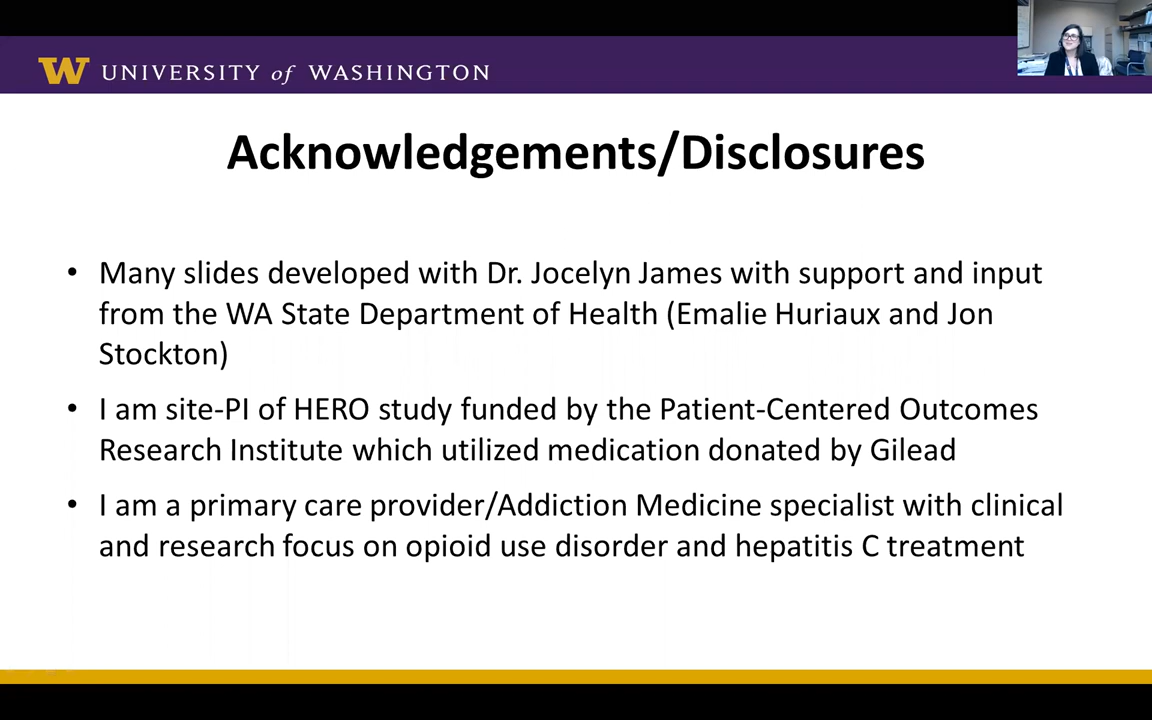 W UNIVERSITY of WASHINGTON
Acknowledgements/Disclosures
• Many slides developed with Dr. Jocelyn James with support and input
from the WA State Department of Health (Emalie Huriaux and Jon
Stockton)
• I am site-PI of HERO study funded by the Patient-Centered Outcomes
Research Institute which utilized medication donated by Gilead
• I am a primary care provider/Addiction Medicine specialist with clinical
and research focus on opioid use disorder and hepatitis C treatment